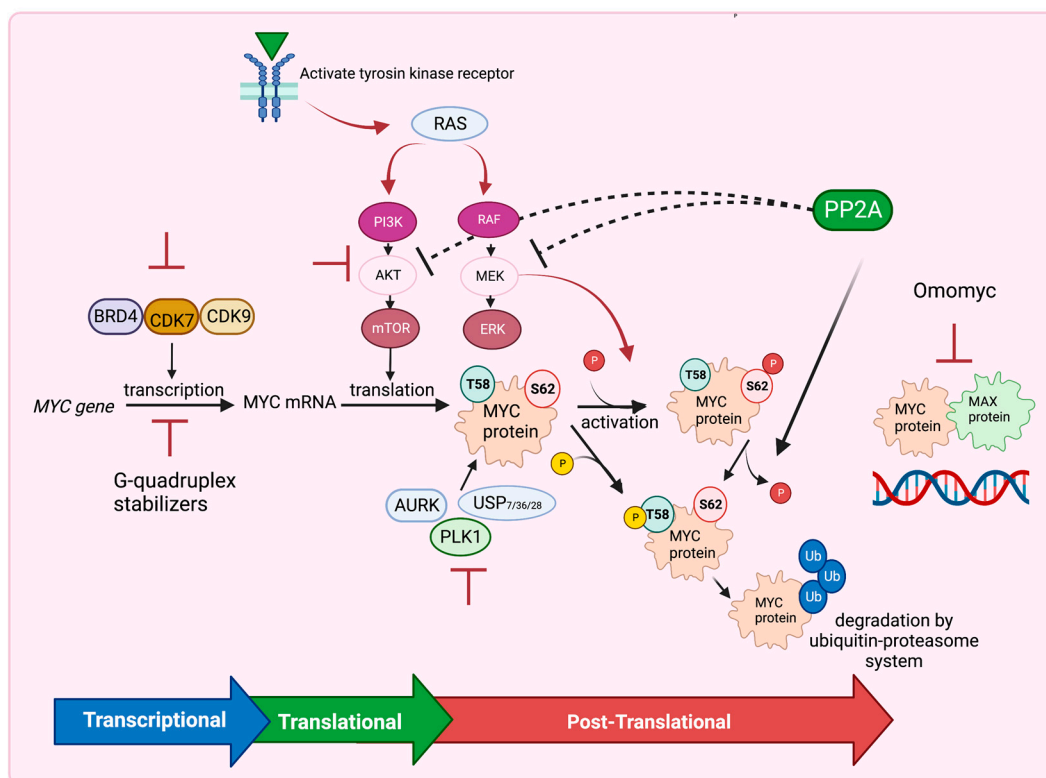 P
Activate tyrosin kinase receptor
RAS
PI3K
RAF
PP2A
AKT
MEK
Omomyc
BRD4
CDK7
CDK9
mTOR
ERK
transcription
translation
MYC gene
MYC mRNA
T58
S62
MYC
protein
P
activation
T58
P
S62
MYC
protein
MYC
protein
MAX
protein
G-quadruplex
stabilizers
P
P
AURK
USP7/36/28
PLK1
P
T58
S62
MYC
protein
Ub
Ub
Ub
MYC
protein
degradation by
ubiquitin-proteasome
system
Transcriptional
Translational
Post-Translational